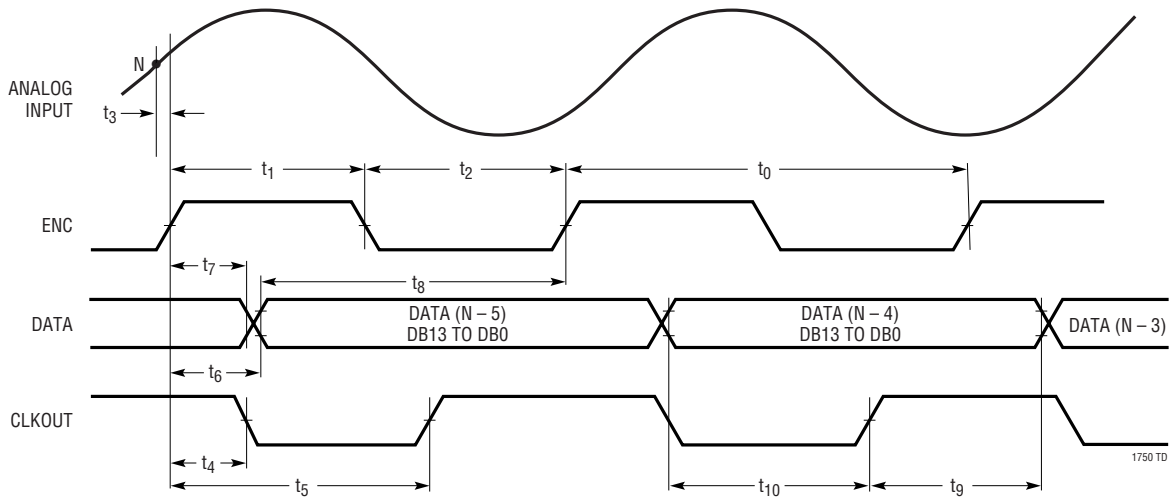 N
ANALOG
INPUT
t3
t1
t2
t0
ENC
t7
t8
DATA
DATA (N – 5)
DB13 TO DB0
DATA (N – 4)
DB13 TO DB0
DATA (N – 3)
t6
CLKOUT
1750 TD
t4
t5
t10
t9